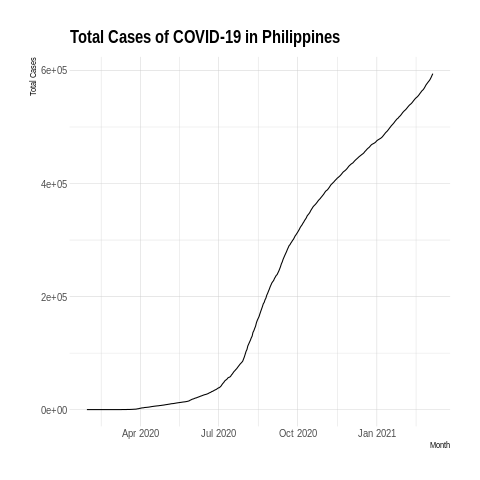 Total Cases of COVID-19 in Philippines
Total Cases
6e+05
4e+05
2e+05
0e+00
Apr 2020 Jul 2020 Oct 2020 Jan 2021
Month